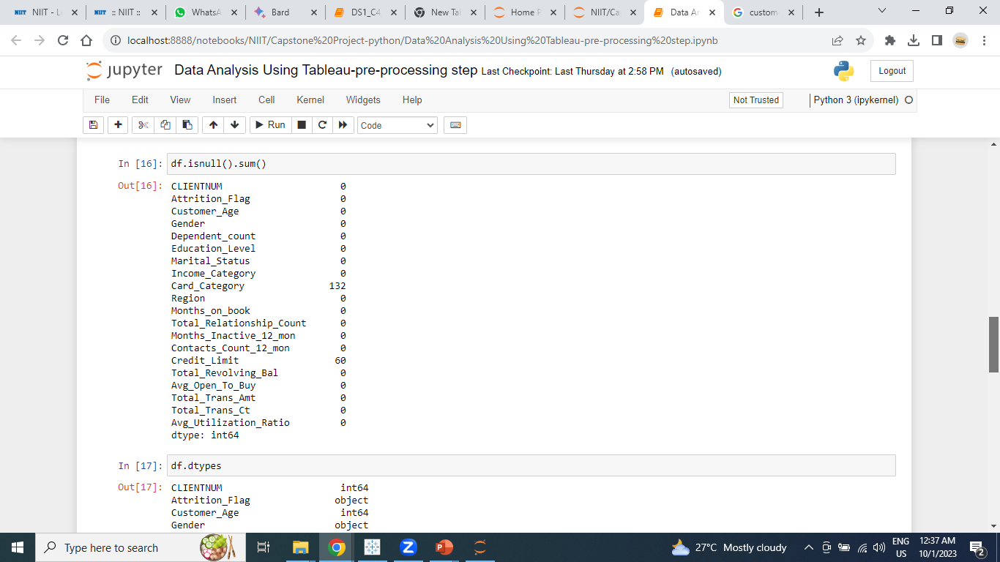 NIIT - L
NIIT :: NIIT ::
WhatsA
Bard
DS1_C4
New Ta
Home P
NIIT/Ca
Data Ar
custom
localhost:8888/notebooks/NIIT/Capstone%20Project-python/Data%20Analysis%20Using%20Tableau-pre-processing%20step.ipynb
jupyter Data Analysis Using Tableau-pre-processing step Last Checkpoint: Last Thursday at 2:58 PM (autosaved)
Logout
File Edit View Insert Cell Kernel Widgets Help
Not Trusted
Python 3 (ipykernel)
Run
Code
In [16]: df.isnull().sum()
Out[16]: CLIENTNUM 0
Attrition_Flag 0
Customer_Age 0
Gender 0
Dependent_count 0
Education_Level 0
Marital_Status 0
Income_Category 0
Card_Category 132
Region 0
Months_on_book 0
Total_Relationship_Count 0
Months_Inactive_12_mon 0
Contacts_Count_12_mon 0
Credit_Limit 60
Total_Revolving_Bal 0
Avg_Open_To_Buy 0
Total_Trans_Amt 0
Total_Trans_Ct 0
Avg_Utilization_Ratio 0
dtype: int64
In [17]: df.dtypes
Out[17]: CLIENTNUM int64
Attrition_Flag object
Customer_Age int64
Gender object
Type here to search
27°C Mostly cloudy
ENG
US
12:37 AM
10/1/2023
2